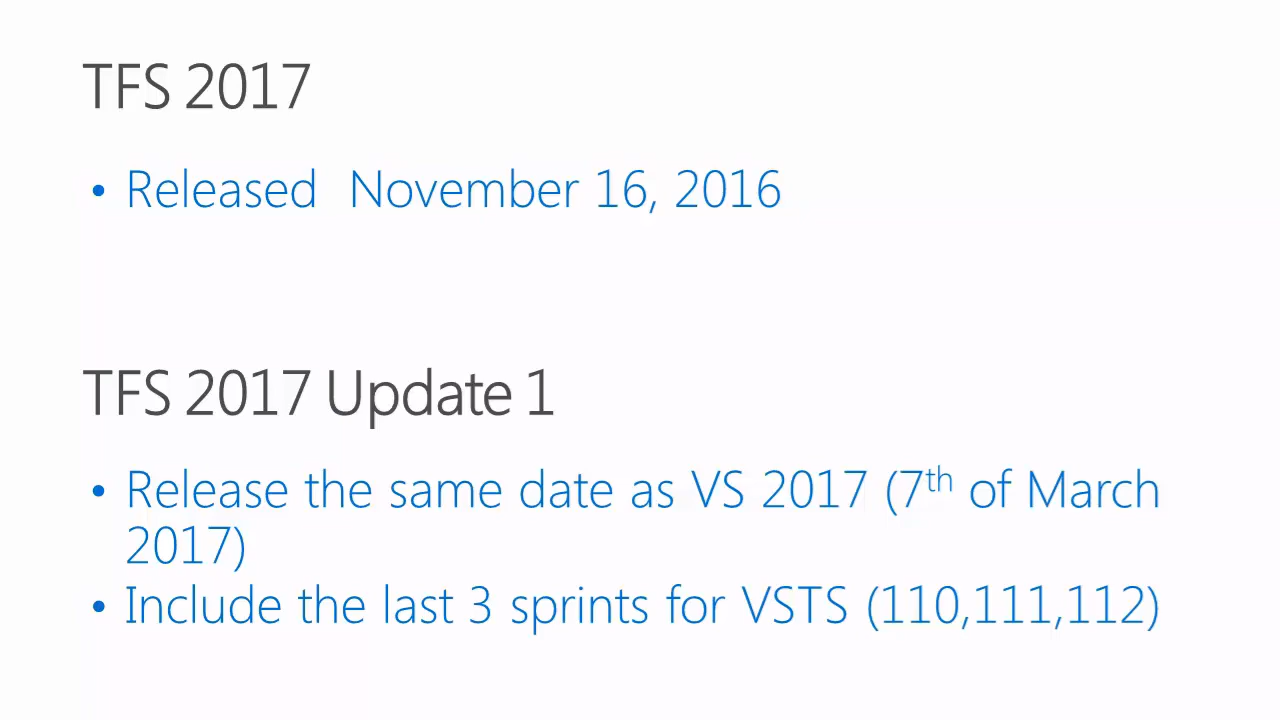 TFS 2017
• Released  November 16, 2016
TFS 2017 Update 1
• Release the same date as VS 2017 (7th of March
2017)
• Include the last 3 sprints for VSTS (110,111,112)